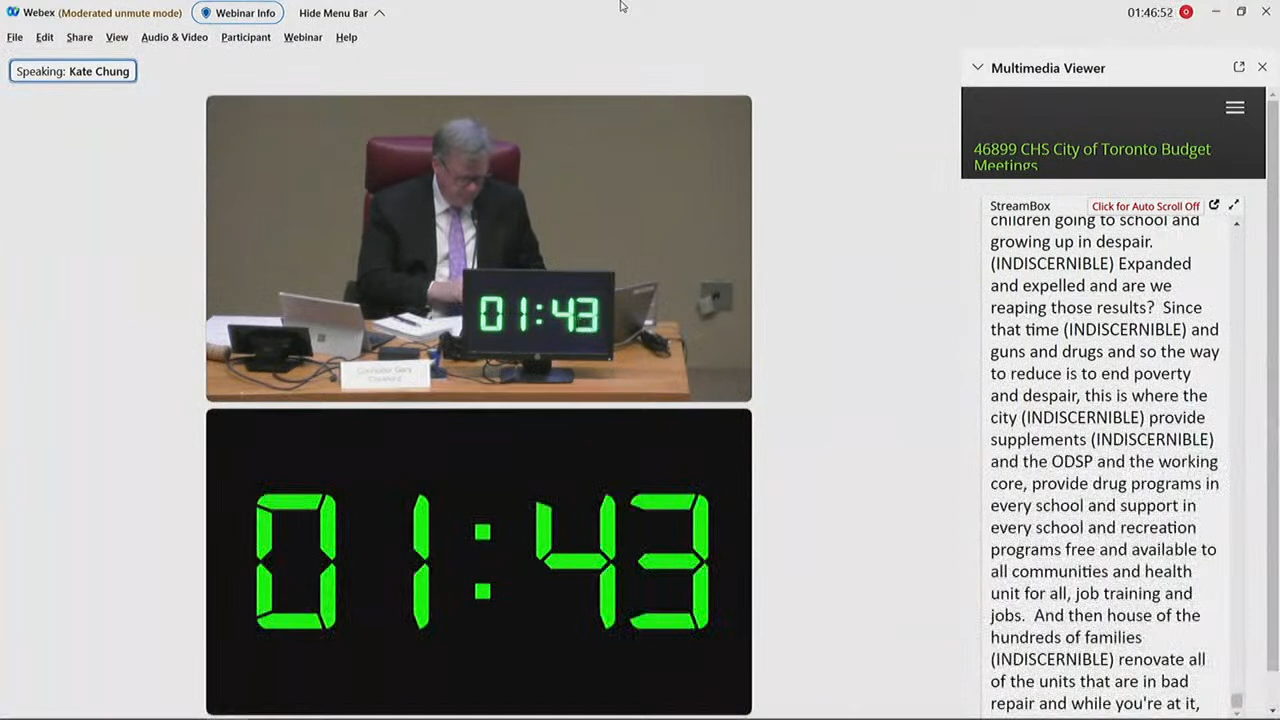 Webex (Moderated unmute mode) Webinar Info Hide Menu Bar 01:46:52
File Edit Share View Audio & Video Participant Webinar Help
Speaking: Kate Chung
01:43
01:43
Multimedia Viewer
46899 CHS City of Toronto Budget
Meetings
StreamBox Click for Auto Scroll Off
children going to school and
growing up in despair.
(INDISCERNIBLE) Expanded
and expelled and are we
reaping those results? Since
that time (INDISCERNIBLE) and
guns and drugs and so the way
to reduce is to end poverty
and despair, this is where the
city (INDISCERNIBLE) provide
supplements (INDISCERNIBLE)
and the ODSP and the working
core, provide drug programs in
every school and support in
every school and recreation
programs free and available to
all communities and health
unit for all, job training and
jobs. And then house of the
hundreds of families
(INDISCERNIBLE) renovate all
of the units that are in bad
repair and while you're at it,